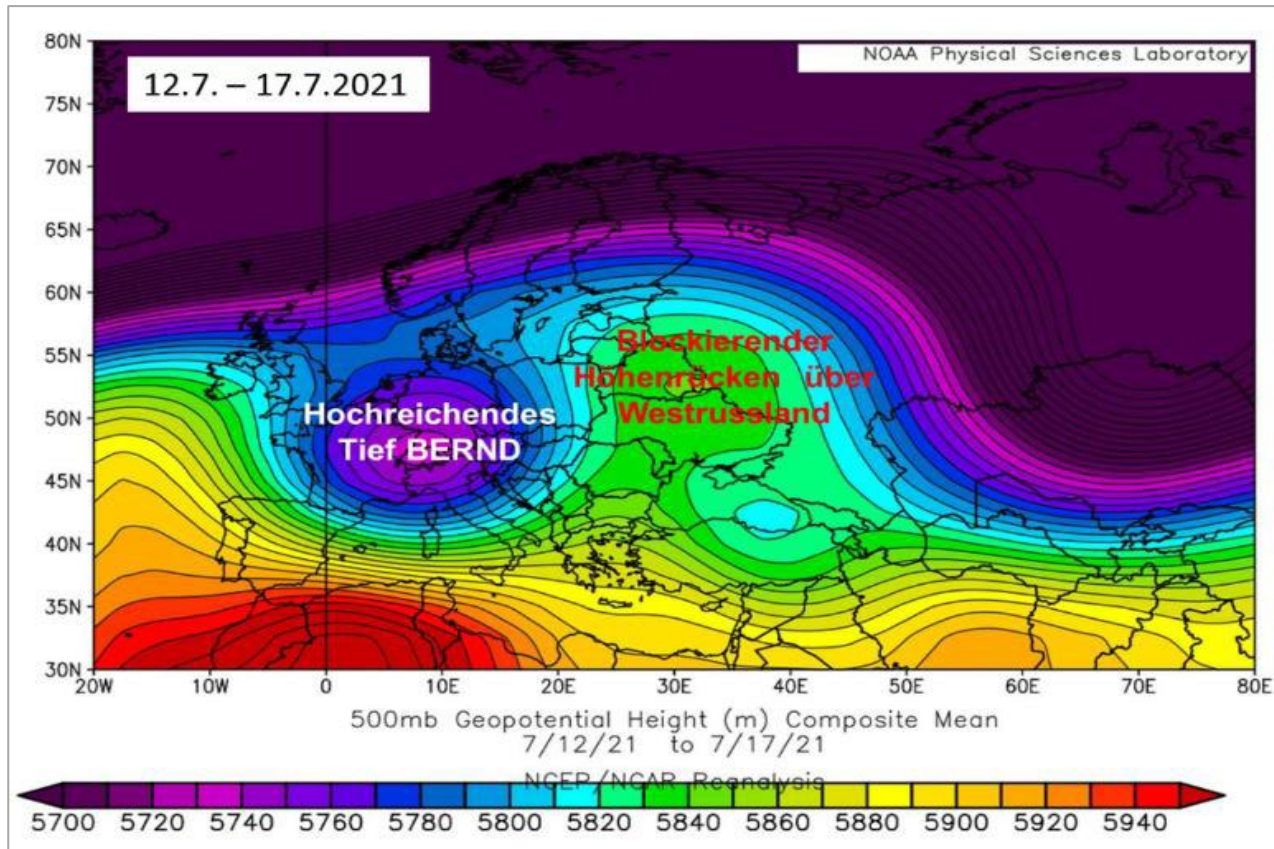 80N
NOAA Physical Sciences Laboratory
12.7. – 17.7.2021
75N
70N
65N
60N
55N
Blockierender
Höhenrücken über
Westrussland
50N
Hochreichendes
Tief BERND
45N
40N
35N
30N
20W 10W 0 10E 20E 30E 40E 50E 60E 70E 80E
500mb Geopotential Height (m) Composite Mean
7/12/21 to 7/17/21
NCEP/NCAR Reanalysis
5700 5720 5740 5760 5780 5800 5820 5840 5860 5880 5900 5920 5940